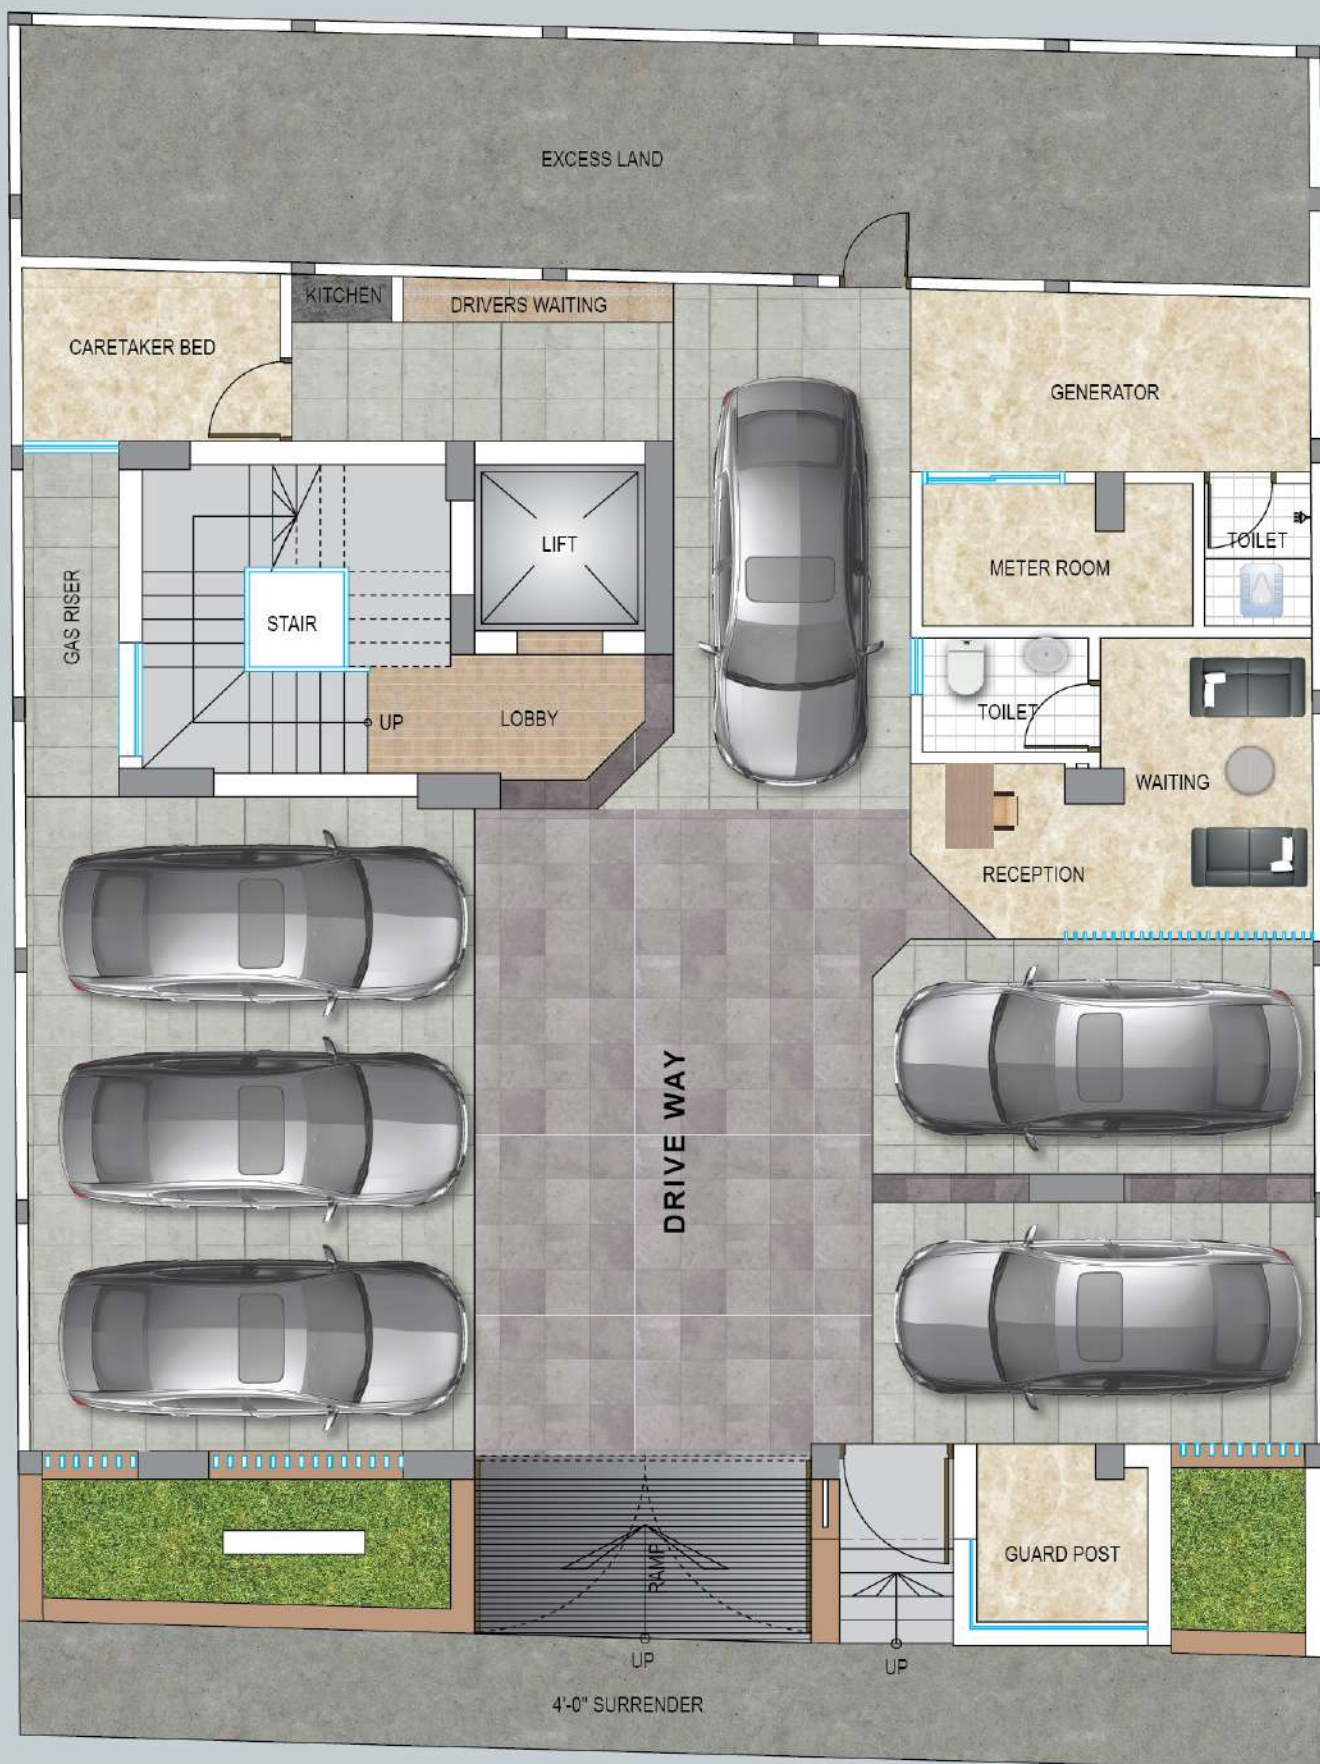 EXCESS LAND
KITCHEN
DRIVERS WAITING
CARETAKER BED
GENERATOR
LIFT
TOILET
METER ROOM
GAS RISER
STAIR
UP
LOBBY
TOILET
WAITING
RECEPTION
DRIVE WAY
RAMP
GUARD POST
UP
UP
4'-0" SURRENDER